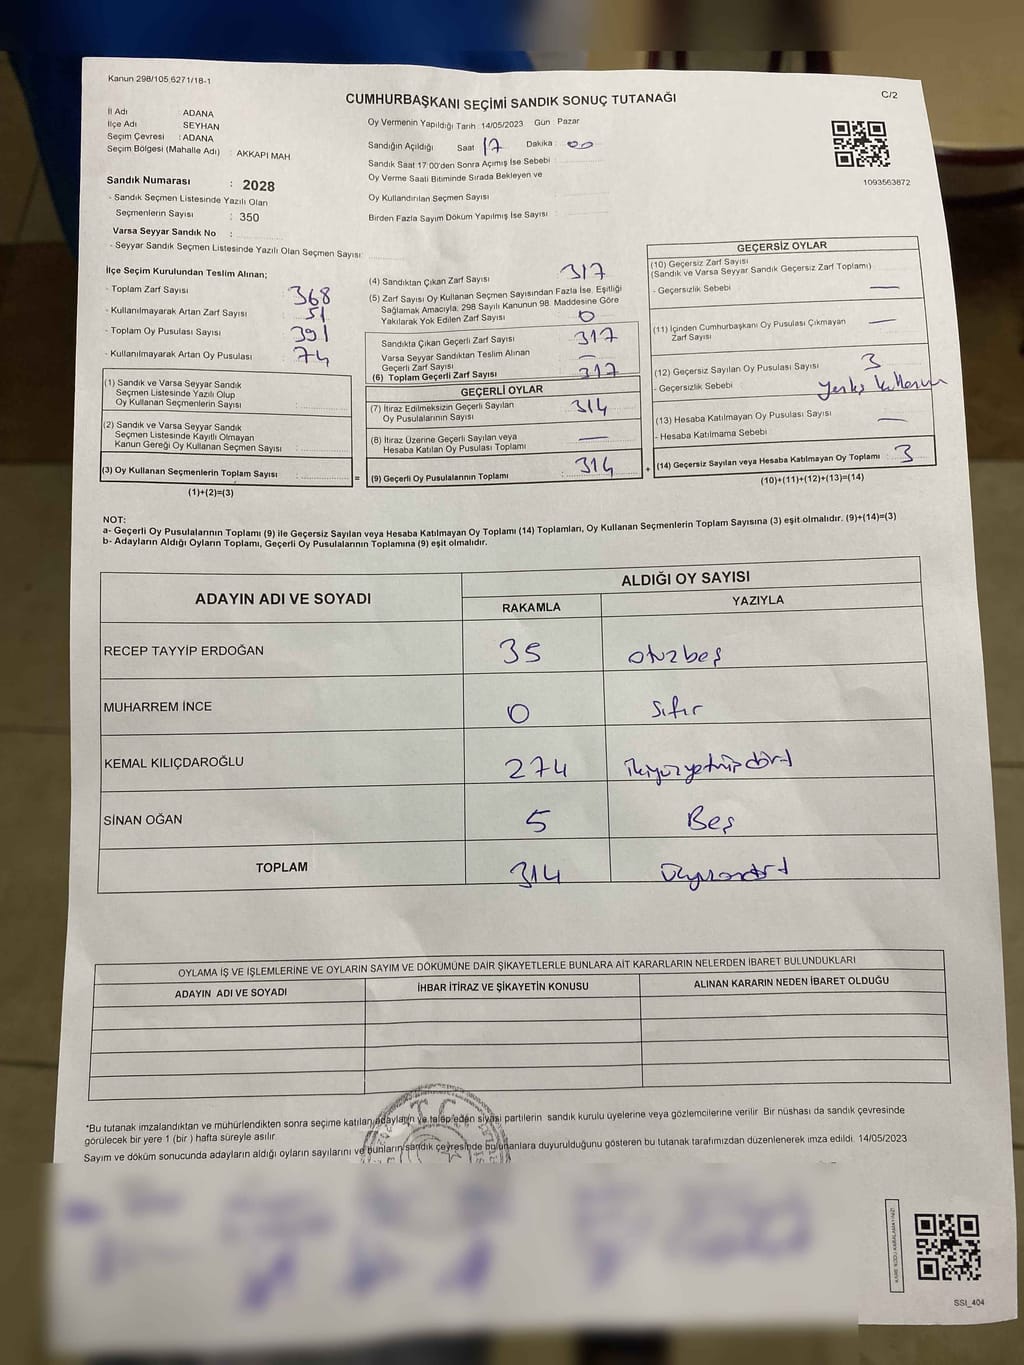 Kanun 298/105,6271/18-1
C/2
CUMHURBAŞKANI SEÇİMİ SANDIK SONUÇ TUTANAĞI
İl Adı : ADANA
İlçe Adı : SEYHAN
Seçim Çevresi : ADANA
Seçim Bölgesi (Mahalle Adı) : AKKAPI MAH
Sandık Numarası : 2028
- Sandık Seçmen Listesinde Yazılı Olan
Seçmenlerin Sayısı : 350
Varsa Seyyar Sandık No :
- Seyyar Sandık Seçmen Listesinde Yazılı Olan Seçmen Sayısı:
Oy Vermenin Yapıldığı Tarih : 14/05/2023 Gün : Pazar
Sandığın Açıldığı Saat 17 Dakika : 00
Sandık Saat 17:00'den Sonra Açımış İse Sebebi :
Oy Verme Saati Bitiminde Sırada Bekleyen ve
Oy Kullandırılan Seçmen Sayısı :
Birden Fazla Sayım Döküm Yapılmış İse Sayısı :
1093563872
İlçe Seçim Kurulundan Teslim Alınan;
- Toplam Zarf Sayısı : 368
- Kullanılmayarak Artan Zarf Sayısı : 51
- Toplam Oy Pusulası Sayısı : 391
- Kullanılmayarak Artan Oy Pusulası : 74
(1) Sandık ve Varsa Seyyar Sandık
Seçmen Listesinde Yazılı Olup
Oy Kullanan Seçmenlerin Sayısı :
(2) Sandık ve Varsa Seyyar Sandık
Seçmen Listesinde Kayıtlı Olmayan
Kanun Gereği Oy Kullanan Seçmen Sayısı :
(3) Oy Kullanan Seçmenlerin Toplam Sayısı :
(1)+(2)=(3)
=
(4) Sandıktan Çıkan Zarf Sayısı : 317
(5) Zarf Sayısı Oy Kullanan Seçmen Sayısından Fazla İse, Eşitliği
Sağlamak Amacıyla, 298 Sayılı Kanunun 98. Maddesine Göre
Yakılarak Yok Edilen Zarf Sayısı : 0
Sandıkta Çıkan Geçerli Zarf Sayısı : 317
Varsa Seyyar Sandıktan Teslim Alınan
Geçerli Zarf Sayısı : —
(6) Toplam Geçerli Zarf Sayısı : 317
GEÇERLİ OYLAR
(7) İtiraz Edilmeksizin Geçerli Sayılan
Oy Pusulalarının Sayısı : 314
(8) İtiraz Üzerine Geçerli Sayılan veya
Hesaba Katılan Oy Pusulası Toplamı : —
(9) Geçerli Oy Pusulalarının Toplamı : 314
+
GEÇERSİZ OYLAR
(10) Geçersiz Zarf Sayısı
(Sandık ve Varsa Seyyar Sandık Geçersiz Zarf Toplamı)
- Geçersizlik Sebebi : —
(11) İçinden Cumhurbaşkanı Oy Pusulası Çıkmayan
Zarf Sayısı : —
(12) Geçersiz Sayılan Oy Pusulası Sayısı : 3
- Geçersizlik Sebebi :
(13) Hesaba Katılmayan Oy Pusulası Sayısı : —
- Hesaba Katılmama Sebebi :
(14) Geçersiz Sayılan veya Hesaba Katılmayan Oy Toplamı : 3
(10)+(11)+(12)+(13)=(14)
NOT:
a- Geçerli Oy Pusulalarının Toplamı (9) ile Geçersiz Sayılan veya Hesaba Katılmayan Oy Toplamı (14) Toplamları, Oy Kullanan Seçmenlerin Toplam Sayısına (3) eşit olmalıdır. (9)+(14)=(3)
b- Adayların Aldığı Oyların Toplamı, Geçerli Oy Pusulalarının Toplamına (9) eşit olmalıdır.
ADAYIN ADI VE SOYADI
ALDIĞI OY SAYISI
RAKAMLA YAZIYLA
RECEP TAYYİP ERDOĞAN 35 otuzbeş
MUHARREM İNCE 0 Sıfır
KEMAL KILIÇDAROĞLU 274 ikiyüzyetmişdört
SİNAN OĞAN 5 Beş
TOPLAM 314 Üçyüzondört
OYLAMA İŞ VE İŞLEMLERİNE VE OYLARIN SAYIM VE DÖKÜMÜNE DAİR ŞİKAYETLERLE BUNLARA AİT KARARLARIN NELERDEN İBARET BULUNDUKLARI
ADAYIN ADI VE SOYADI İHBAR İTİRAZ VE ŞİKAYETİN KONUSU ALINAN KARARIN NEDEN İBARET OLDUĞU
*Bu tutanak imzalandıktan ve mühürlendikten sonra seçime katılan adayların ve talep eden siyasi partilerin sandık kurulu üyelerine veya gözlemcilerine verilir Bir nüshası da sandık çevresinde
görülecek bir yere 1 (bir ) hafta süreyle asılır.
Sayım ve döküm sonucunda adayların aldığı oyların sayılarını ve bunların sandık çevresinde bulunanlara duyurulduğunu gösteren bu tutanak tarafımızdan düzenlenerek imza edildi. 14/05/2023
SSI_404